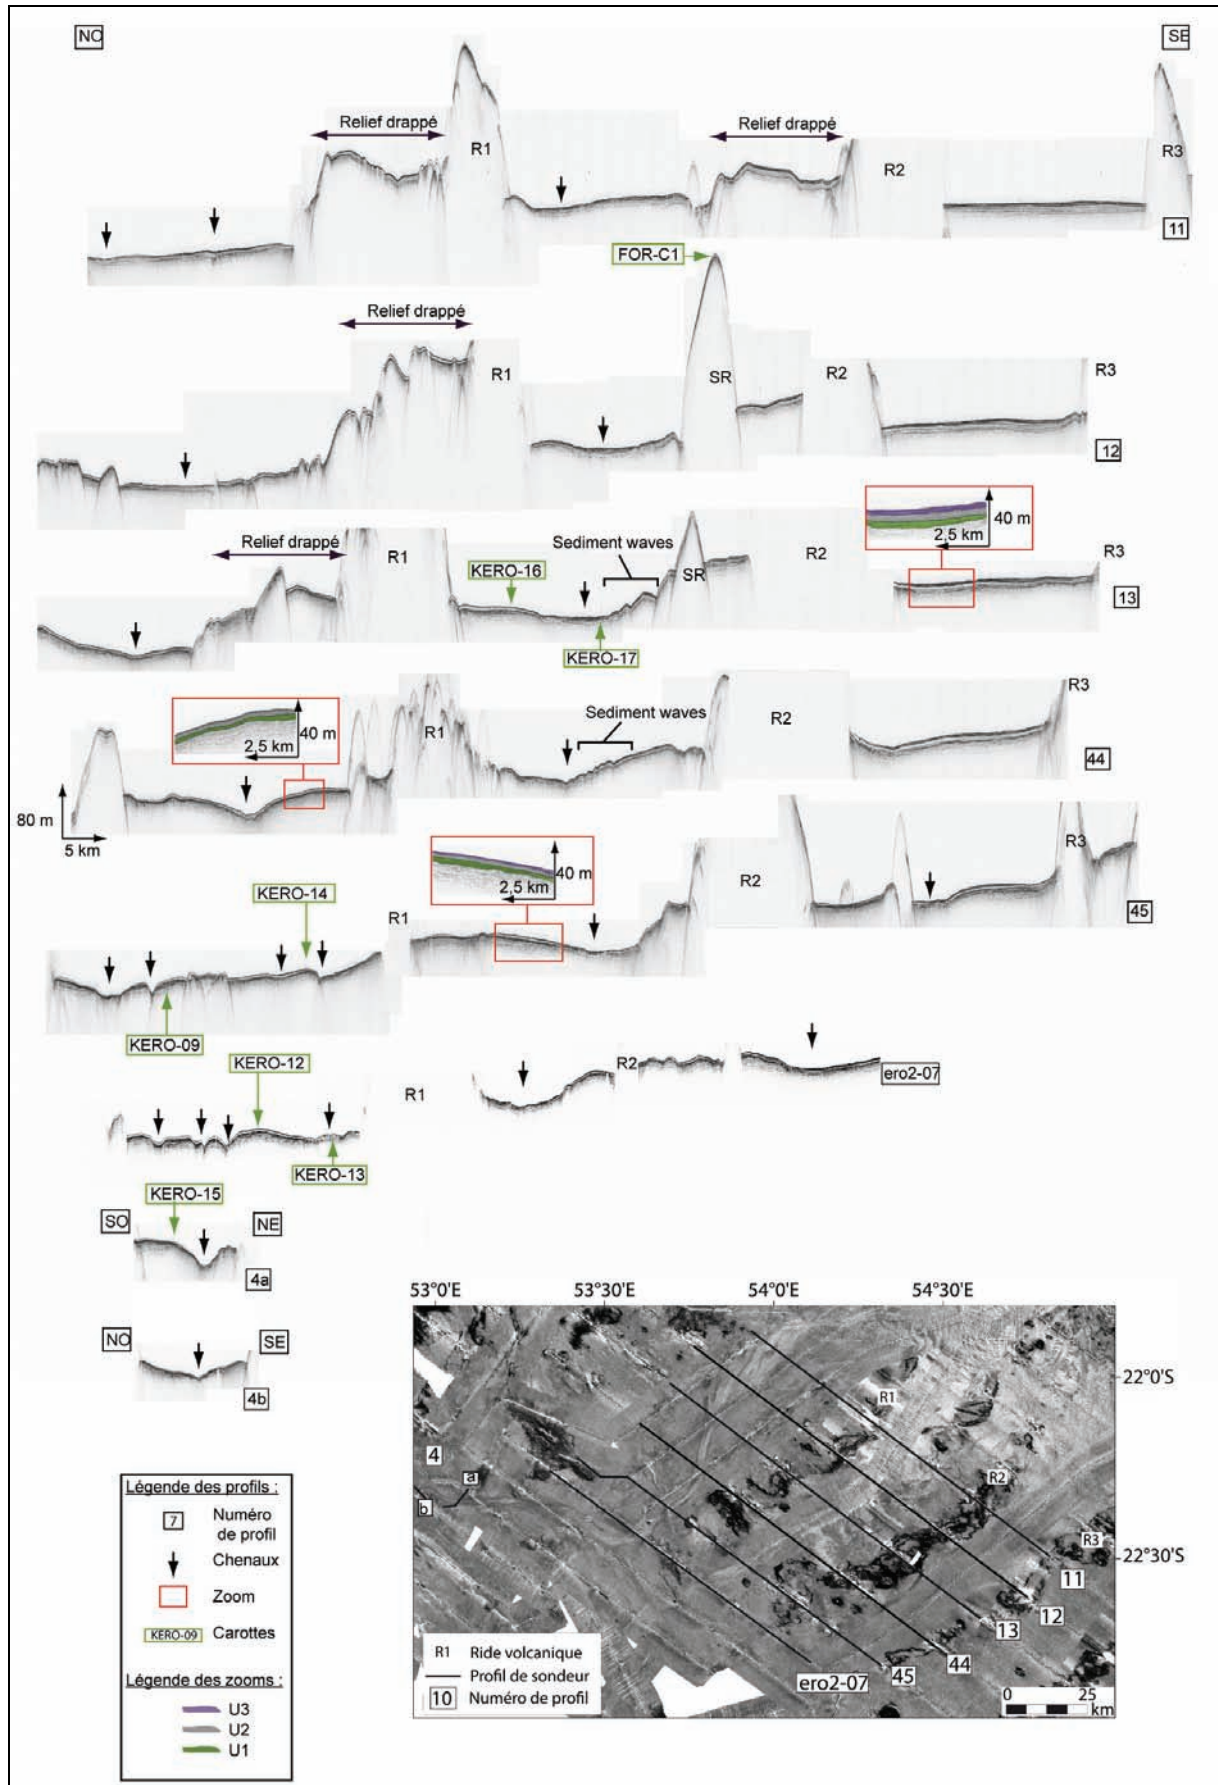 NO
SE
Relief drappé
Relief drappé
R1
R2
R3
11
FOR-C1
Relief drappé
R1
SR
R2
R3
12
40 m
2,5 km
Relief drappé
R1
Sediment waves
KERO-16
SR
R2
R3
13
KERO-17
40 m
2,5 km
R1
Sediment waves
R2
R3
44
80 m
5 km
40 m
2,5 km
KERO-14
R1
R2
R3
45
KERO-09
KERO-12
R1
R2
ero2-07
KERO-13
KERO-15
SO
NE
4a
NO
SE
4b
53°0'E
53°30'E
54°0'E
54°30'E
22°0'S
22°30'S
R1
R2
R3
4
a
b
11
12
13
44
45
ero2-07
R1 Ride volcanique
Profil de sondeur
10 Numéro de profil
0 25
km
Légende des profils :
7 Numéro
de profil
Chenaux
Zoom
KERO-09 Carottes
Légende des zooms :
U3
U2
U1